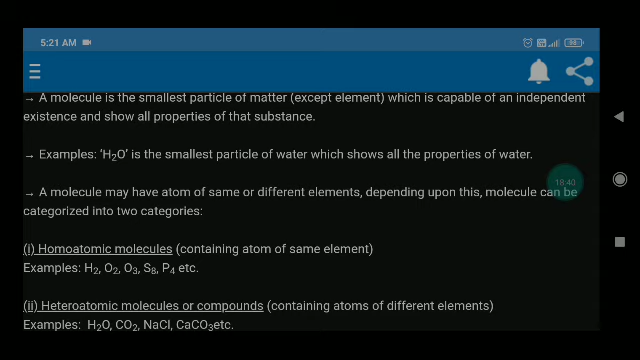 5:21 AM
88
→ A molecule is the smallest particle of matter (except element) which is capable of an independent
existence and show all properties of that substance.
→ Examples: ‘H₂O’ is the smallest particle of water which shows all the properties of water.
18:40
→ A molecule may have atom of same or different elements, depending upon this, molecule can be
categorized into two categories:
(i) Homoatomic molecules (containing atom of same element)
Examples: H₂, O₂, O₃, S₈, P₄ etc.
(ii) Heteroatomic molecules or compounds (containing atoms of different elements)
Examples: H₂O, CO₂, NaCl, CaCO₃etc.